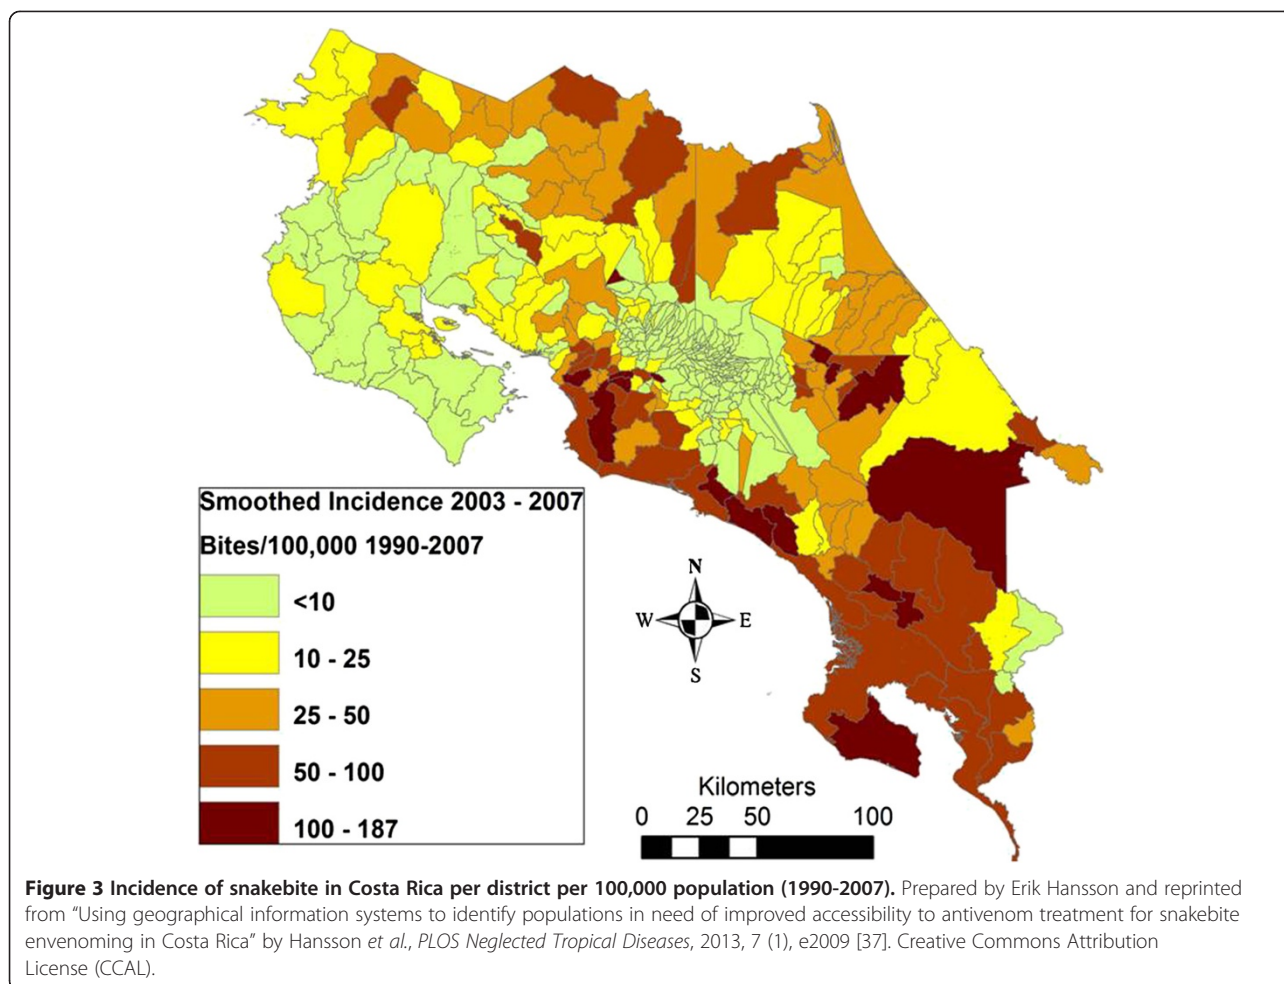 Smoothed Incidence 2003 - 2007
Bites/100,000 1990-2007
<10
10 - 25
25 - 50
50 - 100
100 - 187
N
W E
S
Kilometers
0 25 50 100
Figure 3 Incidence of snakebite in Costa Rica per district per 100,000 population (1990-2007). Prepared by Erik Hansson and reprinted
from “Using geographical information systems to identify populations in need of improved accessibility to antivenom treatment for snakebite
envenoming in Costa Rica” by Hansson et al., PLOS Neglected Tropical Diseases, 2013, 7 (1), e2009 [37]. Creative Commons Attribution
License (CCAL).